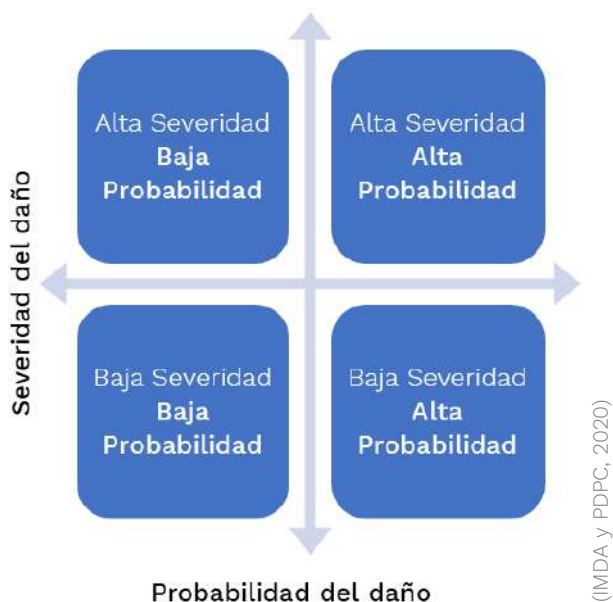 Alta Severidad
Baja
Probabilidad
Alta Severidad
Alta
Probabilidad
Severidad del daño
Baja Severidad
Baja
Probabilidad
Baja Severidad
Alta
Probabilidad
Probabilidad del daño
(IMDA y PDPC, 2020)